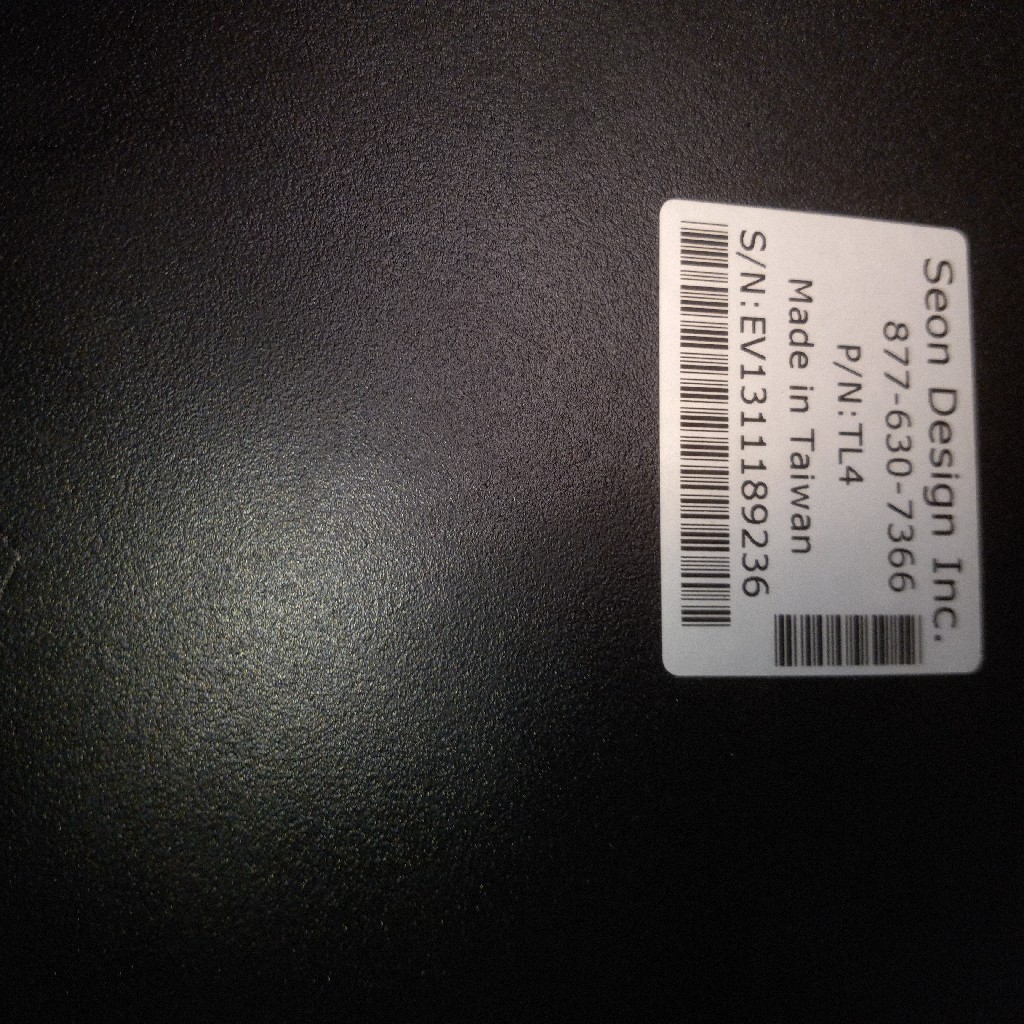 Seon Design Inc.
877-630-7366
P/N:TL4
Made in Taiwan
S/N:EV1311189236